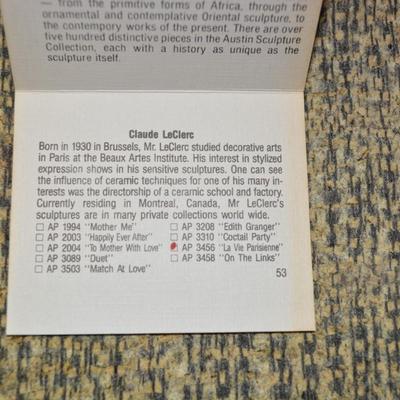 — from the primitive forms of Africa, through the
ornamental and contemplative Oriental sculpture, to
the contempory works of the present. There are over
five hundred distinctive pieces in the Austin Sculpture
Collection, each with a history as unique as the
sculpture itself.
Claude LeClerc
Born in 1930 in Brussels, Mr. LeClerc studied decorative arts
in Paris at the Beaux Artes Institute. His interest in stylized
expression shows in his sensitive sculptures. One can see
the influence of ceramic techniques for one of his many in-
terests was the directorship of a ceramic school and factory.
Currently residing in Montreal, Canada, Mr LeClerc's
sculptures are in many private collections world wide.
☐ AP 1994 "Mother Me" ☐ AP 3208 "Edith Granger"
☐ AP 2003 "Happily Ever After" ☐ AP 3310 "Coctail Party"
☐ AP 2004 "To Mother With Love" ☐ AP 3456 "La Vie Parisienne"
☐ AP 3089 "Duet" ☐ AP 3458 "On The Links"
☐ AP 3503 "Match At Love" 53